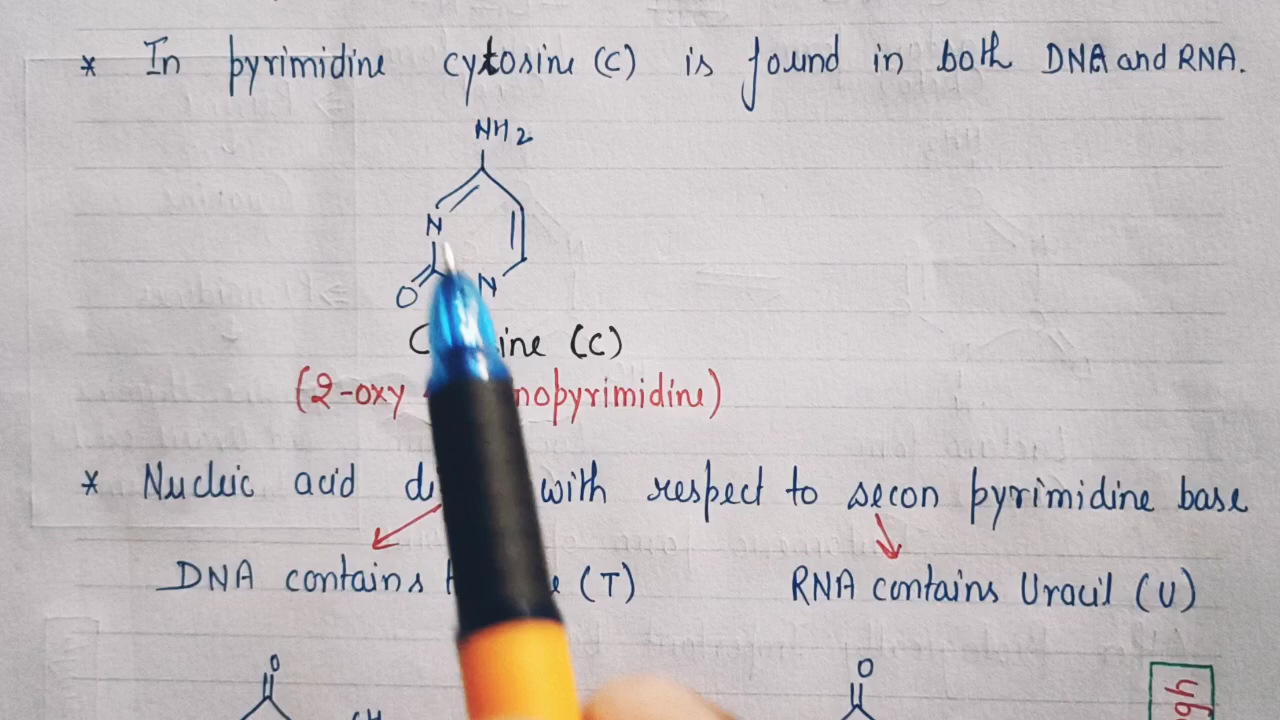 * In pyrimidine cytosine (C) is found in both DNA and RNA.
NH2
N
O N
ine (C)
(2-oxy nopyrimidine)
* Nucleic acid with respect to secon pyrimidine base
DNA contains (T) RNA contains Uracil (U)
O O